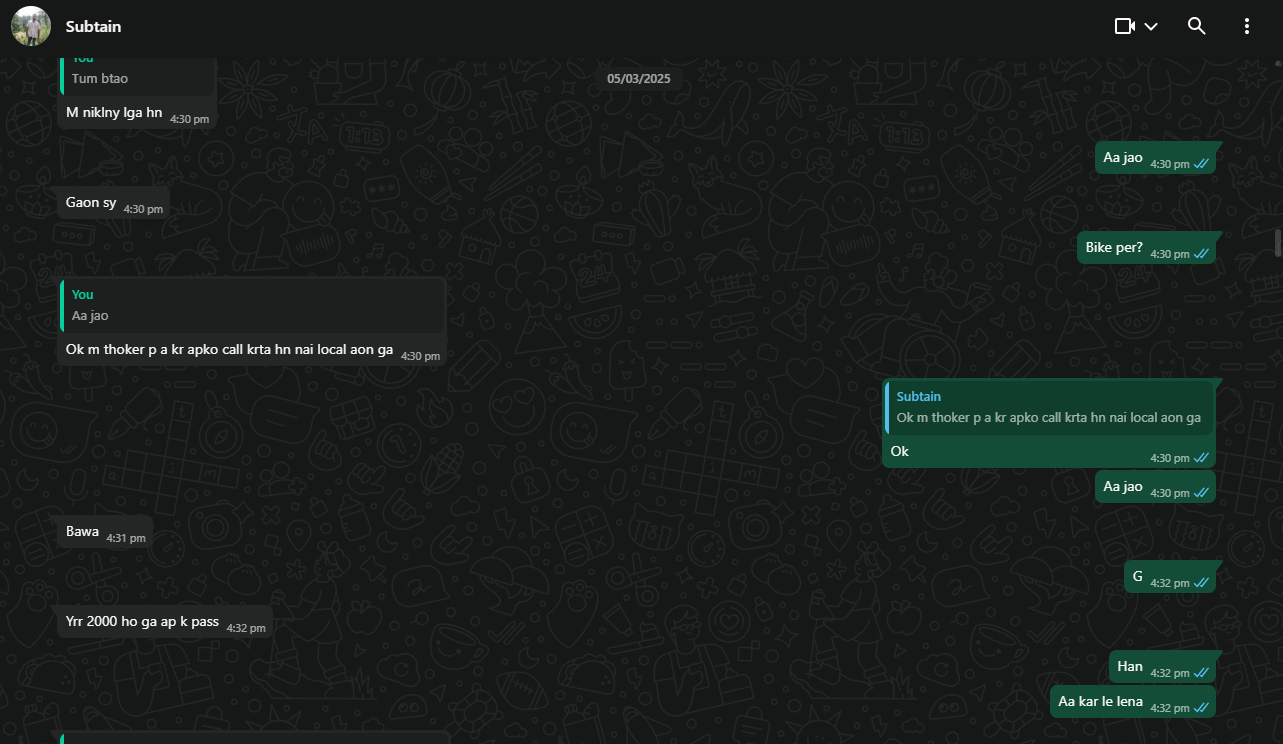 Subtain
You
Tum btao
05/03/2025
M niklny lga hn 4:30 pm
Aa jao 4:30 pm
Gaon sy 4:30 pm
Bike per? 4:30 pm
You
Aa jao
Ok m thoker p a kr apko call krta hn nai local aon ga 4:30 pm
Subtain
Ok m thoker p a kr apko call krta hn nai local aon ga
Ok 4:30 pm
Aa jao 4:30 pm
Bawa 4:31 pm
G 4:32 pm
Yrr 2000 ho ga ap k pass 4:32 pm
Han 4:32 pm
Aa kar le lena 4:32 pm